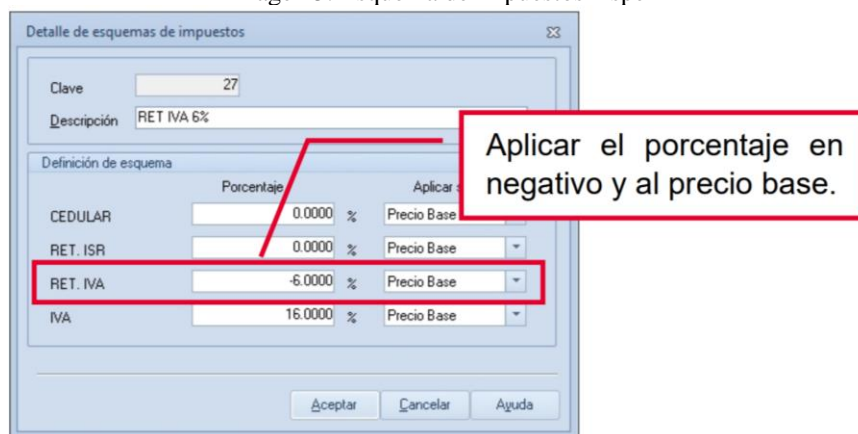 Detalle de esquemas de impuestos
Clave 27
Descripción RET IVA 6%
Aplicar el porcentaje en
negativo y al precio base.
Definición de esquema
Porcentaje Aplicar
CEDULAR 0.0000 % Precio Base
RET. ISR 0.0000 % Precio Base
RET. IVA -6.0000 % Precio Base
IVA 16.0000 % Precio Base
Aceptar Cancelar Ayuda